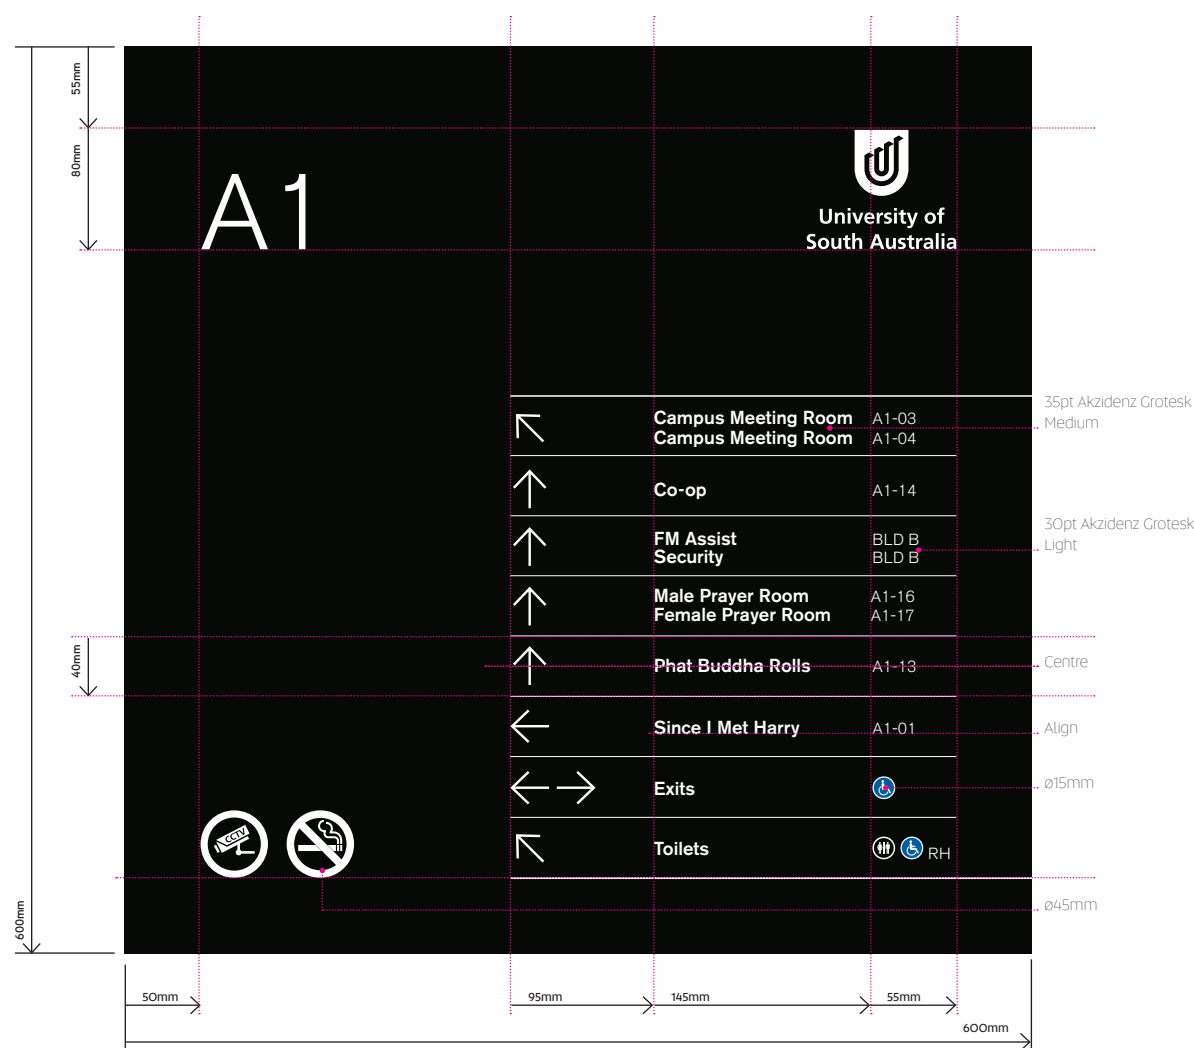 55mm
80mm
A1
University of
South Australia
35pt Akzidenz Grotesk
Medium
Campus Meeting Room A1-03
Campus Meeting Room A1-04
Co-op A1-14
30pt Akzidenz Grotesk
Light
FM Assist BLD B
Security BLD B
Male Prayer Room A1-16
Female Prayer Room A1-17
40mm
Phat Buddha Rolls A1-13
Centre
Since I Met Harry A1-01
Align
Exits
ø15mm
CCTV
Toilets RH
ø45mm
600mm
50mm 95mm 145mm 55mm
600mm